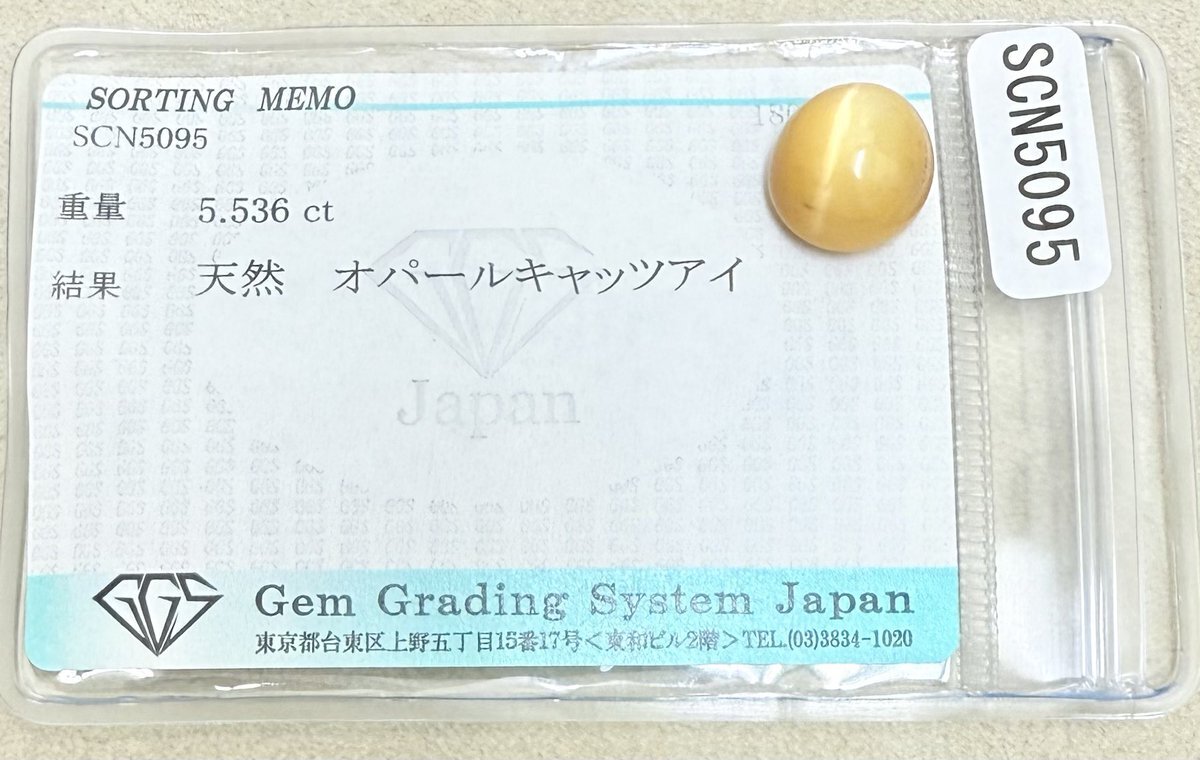 SORTING MEMO
SCN5095
重量 5.536 ct
結果 天然 オパールキャッツアイ
Japan
GGS
Gem Grading System Japan
東京都台東区上野五丁目15番17号<東和ビル2階>TEL.(03)3834-1020
SCN5095